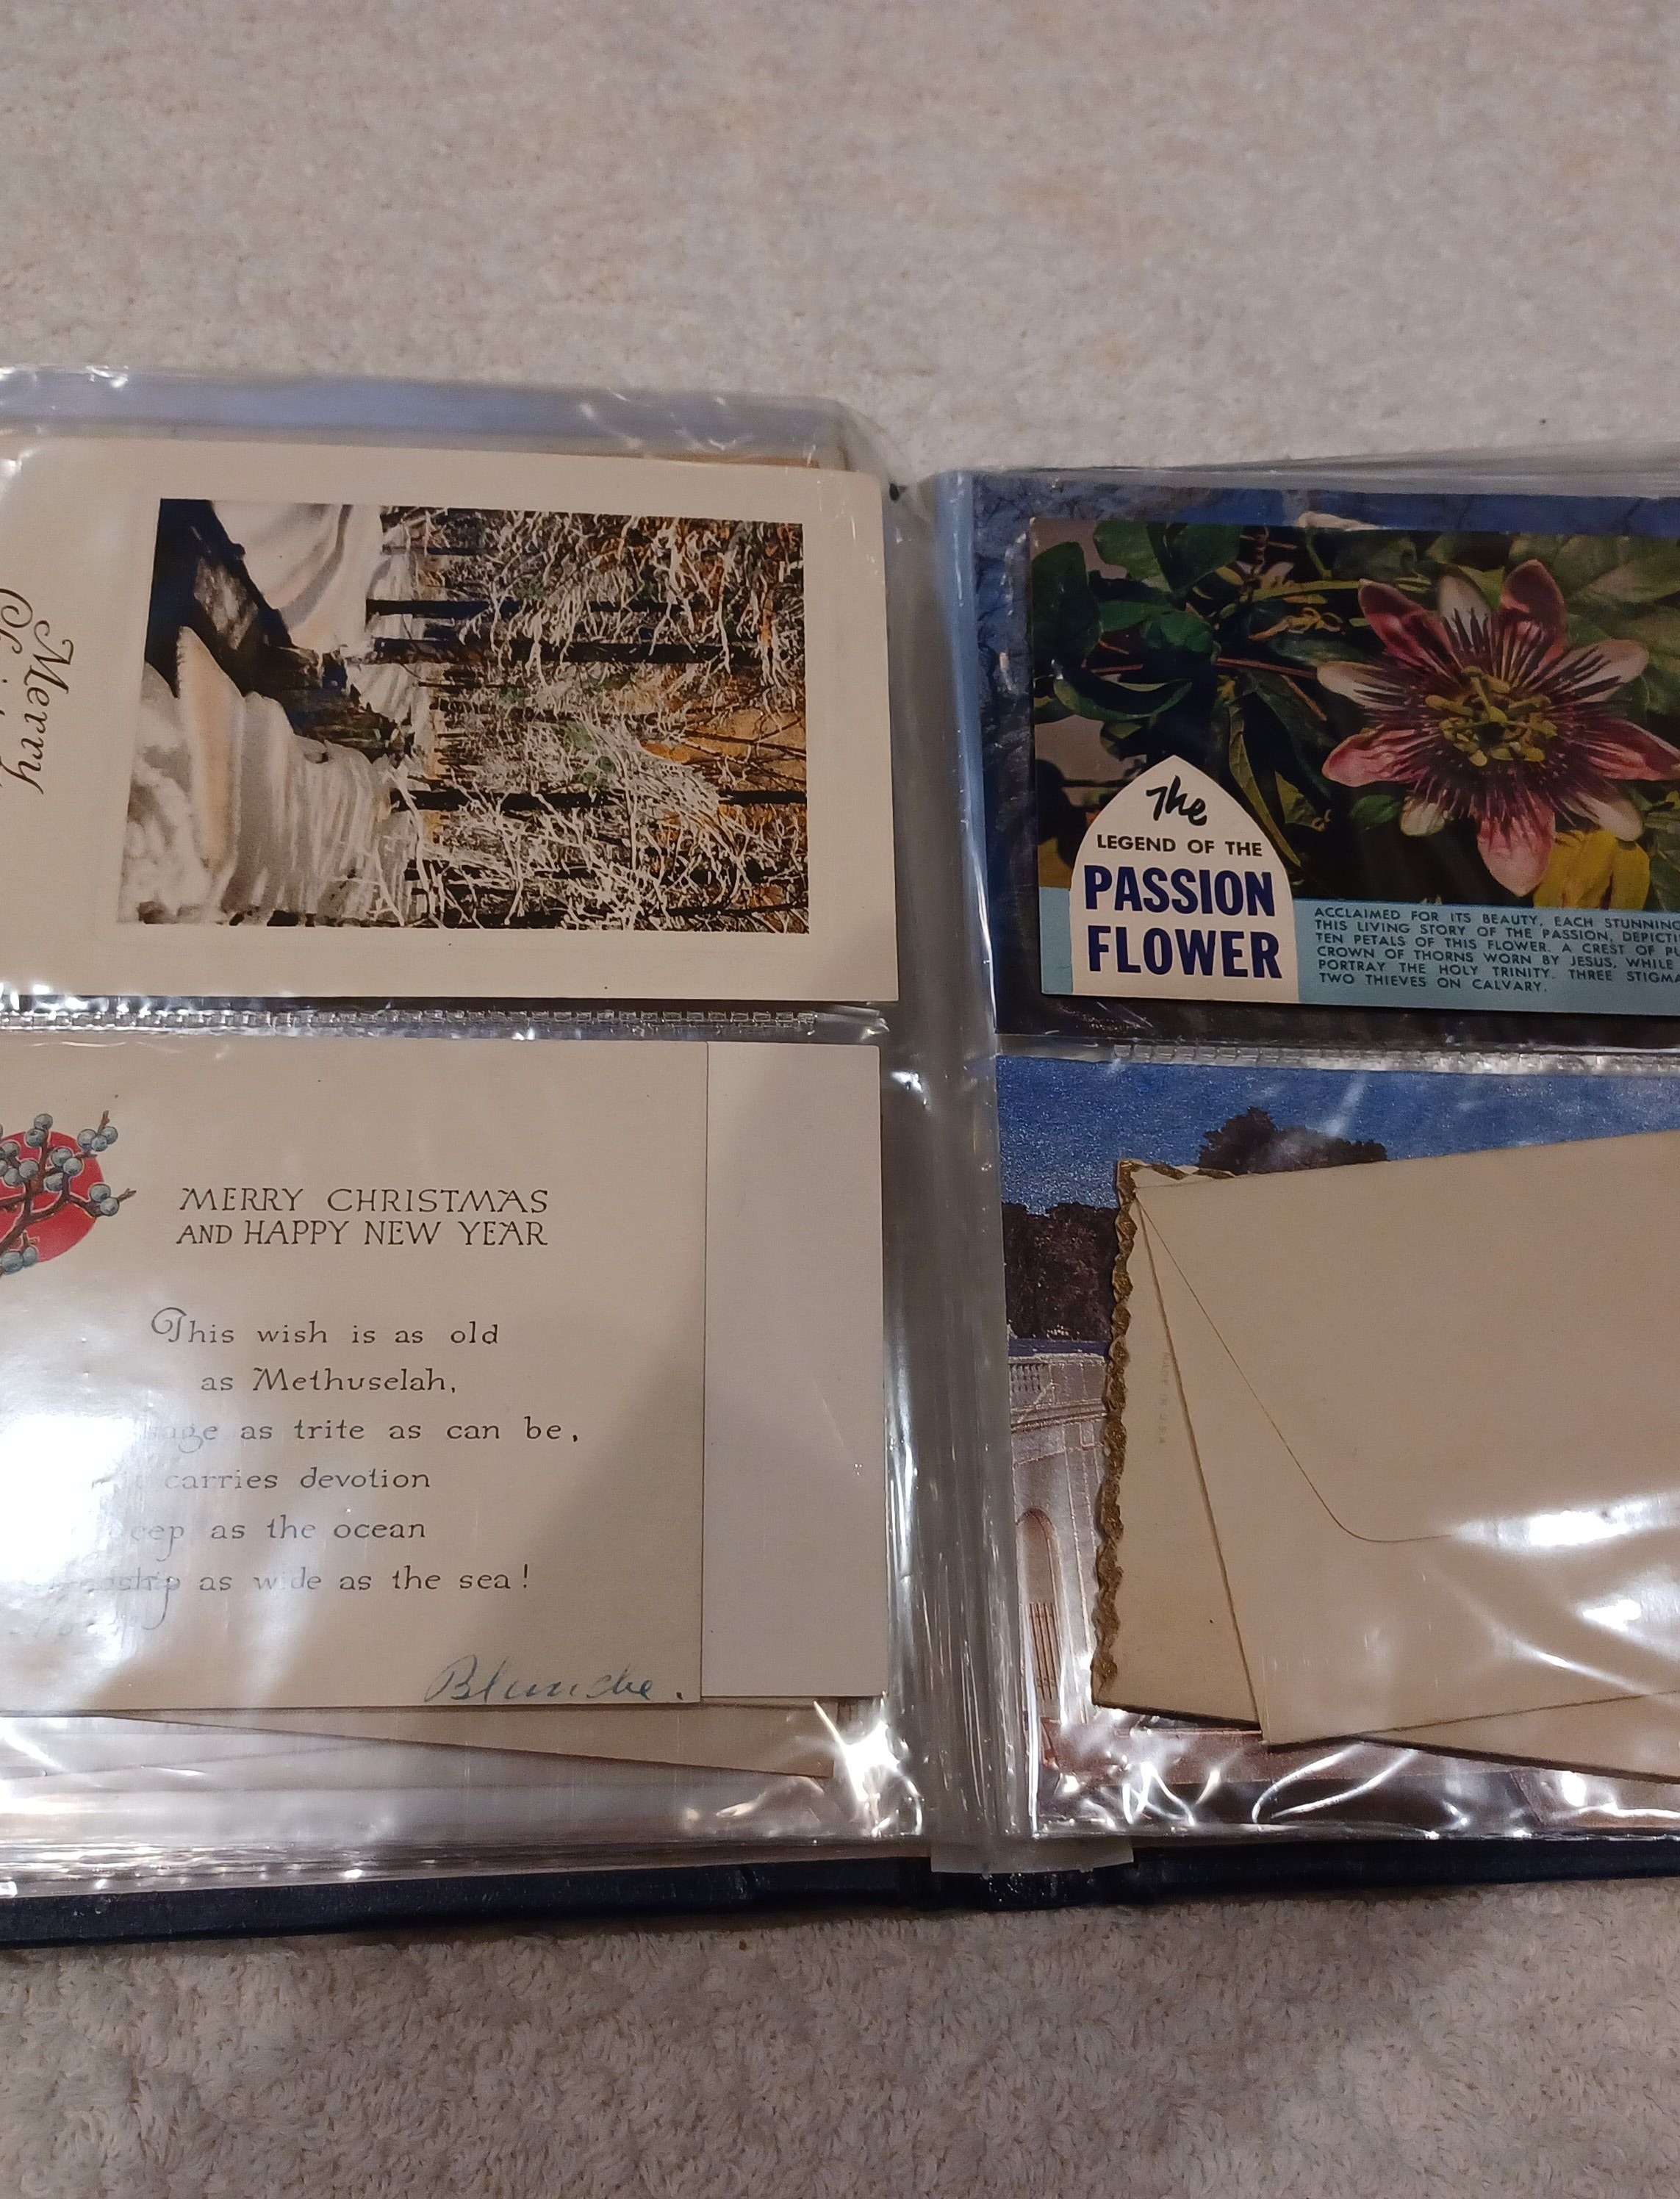 Merry
The
LEGEND OF THE
PASSION
FLOWER
ACCLAIMED FOR ITS BEAUTY, EACH STUNNING
THIS LIVING STORY OF THE PASSION, DEPICTI
TEN PETALS OF THIS FLOWER. A CREST OF PU
CROWN OF THORNS WORN BY JESUS, WHILE
PORTRAY THE HOLY TRINITY. THREE STIGM
TWO THIEVES ON CALVARY.
MERRY CHRISTMAS
AND HAPPY NEW YEAR
This wish is as old
as Methuselah,
as trite as can be,
carries devotion
as the ocean
as wide as the sea!
Blanche.